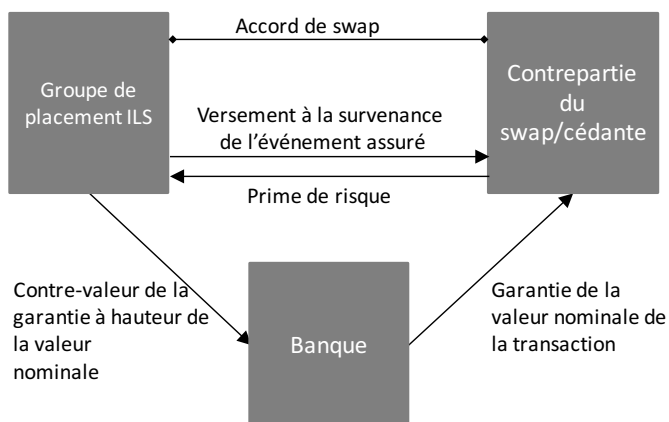 Accord de swap
Groupe de
placement ILS
Contrepartie
du
swap/cédante
Versement à la survenance
de l’événement assuré
Prime de risque
Contre-valeur de la
garantie à hauteur de
la valeur
nominale
Banque
Garantie de la
valeur nominale de
la transaction